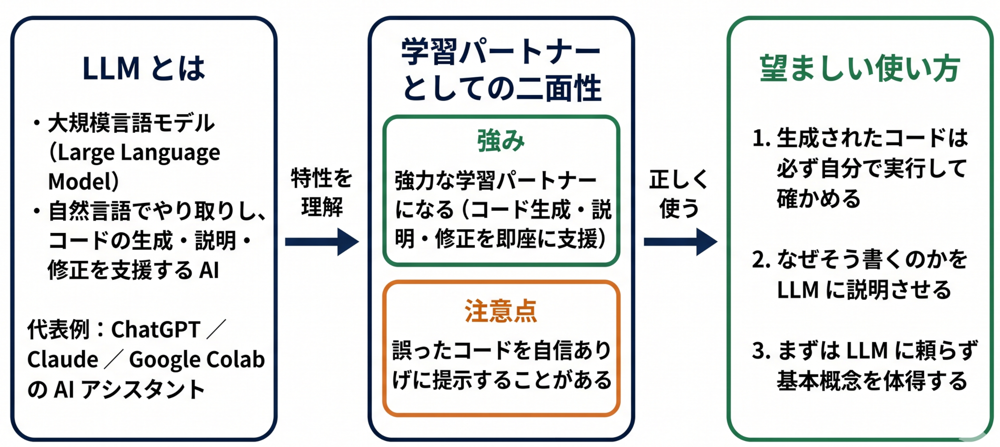 LLM とは
・大規模言語モデル
（Large Language
Model）
・自然言語でやり取りし、
コードの生成・説明・
修正を支援する AI
代表例：ChatGPT ／
Claude ／ Google Colab
の AI アシスタント
特性を
理解
学習パートナー
としての二面性
強み
強力な学習パートナー
になる（コード生成・説
明・修正を即座に支援）
注意点
誤ったコードを自信あり
げに提示することがある
正しく
使う
望ましい使い方
1. 生成されたコードは
必ず自分で実行して
確かめる
2. なぜそう書くのかを
LLM に説明させる
3. まずは LLM に頼らず
基本概念を体得する